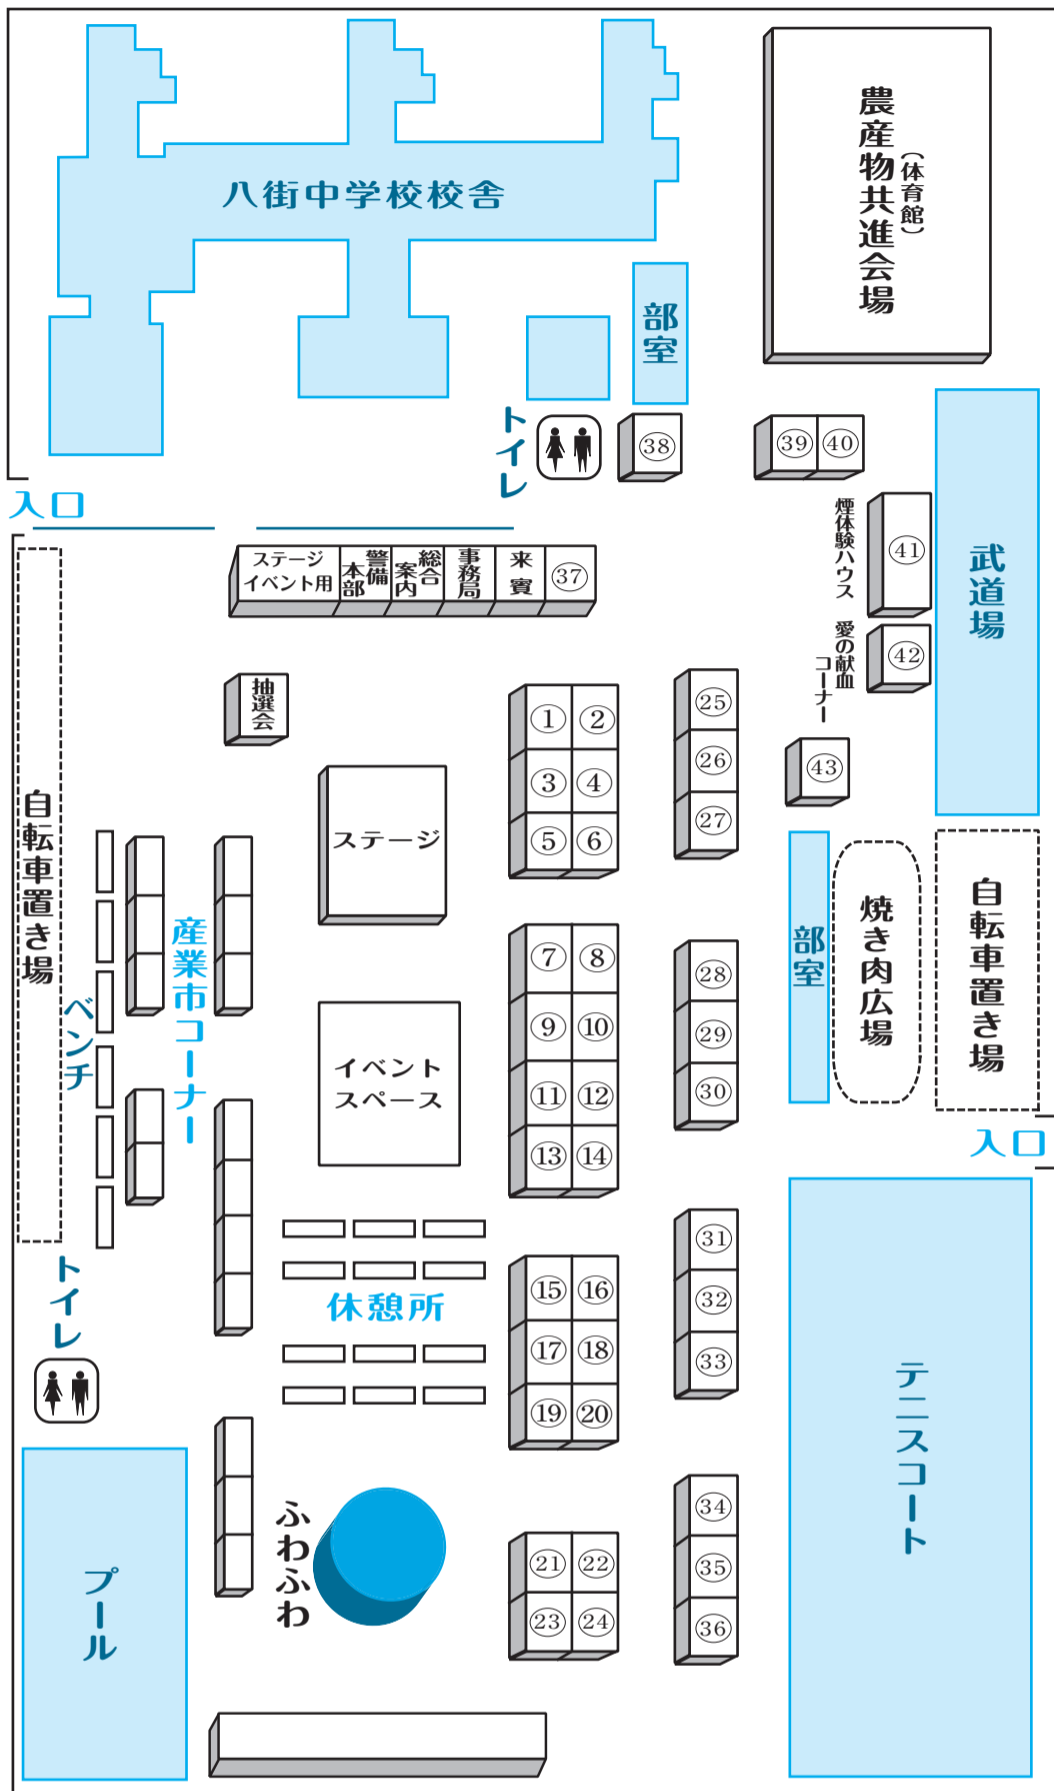 八街中学校校舎
農産物共進会場
(体育館)
部室
トイレ
38
39
40
入口
ステージ
イベント用
警備
本部
総合
案内
事務局
来賓
37
煙体験ハウス
41
武道場
愛の献血
コーナー
42
抽選会
43
ステージ
1
2
3
4
5
6
25
26
27
自転車置き場
ベンチ
産業市コーナー
イベント
スペース
7
8
9
10
11
12
13
14
28
29
30
部室
焼き肉広場
自転車置き場
入口
休憩所
15
16
17
18
19
20
31
32
33
トイレ
テニスコート
プール
ふわふわ
21
22
23
24
34
35
36